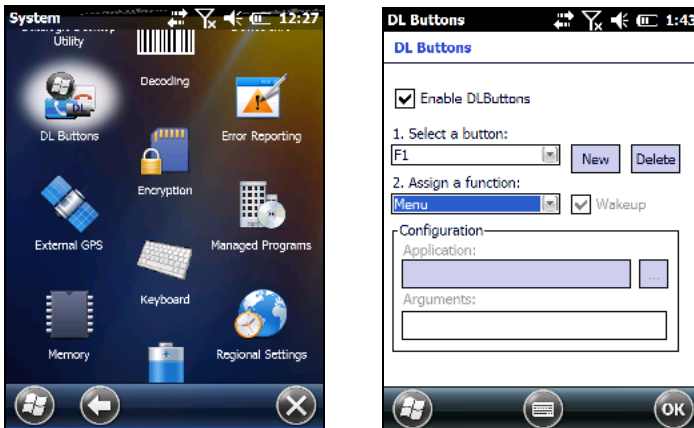 System 12:27
Utility
Decoding
DL Buttons
Error Reporting
Encryption
External GPS
Managed Programs
Keyboard
Memory
Regional Settings
DL Buttons 1:43
DL Buttons
Enable DLButtons
1. Select a button:
F1
New Delete
2. Assign a function:
Menu Wakeup
Configuration
Application:
...
Arguments:
OK